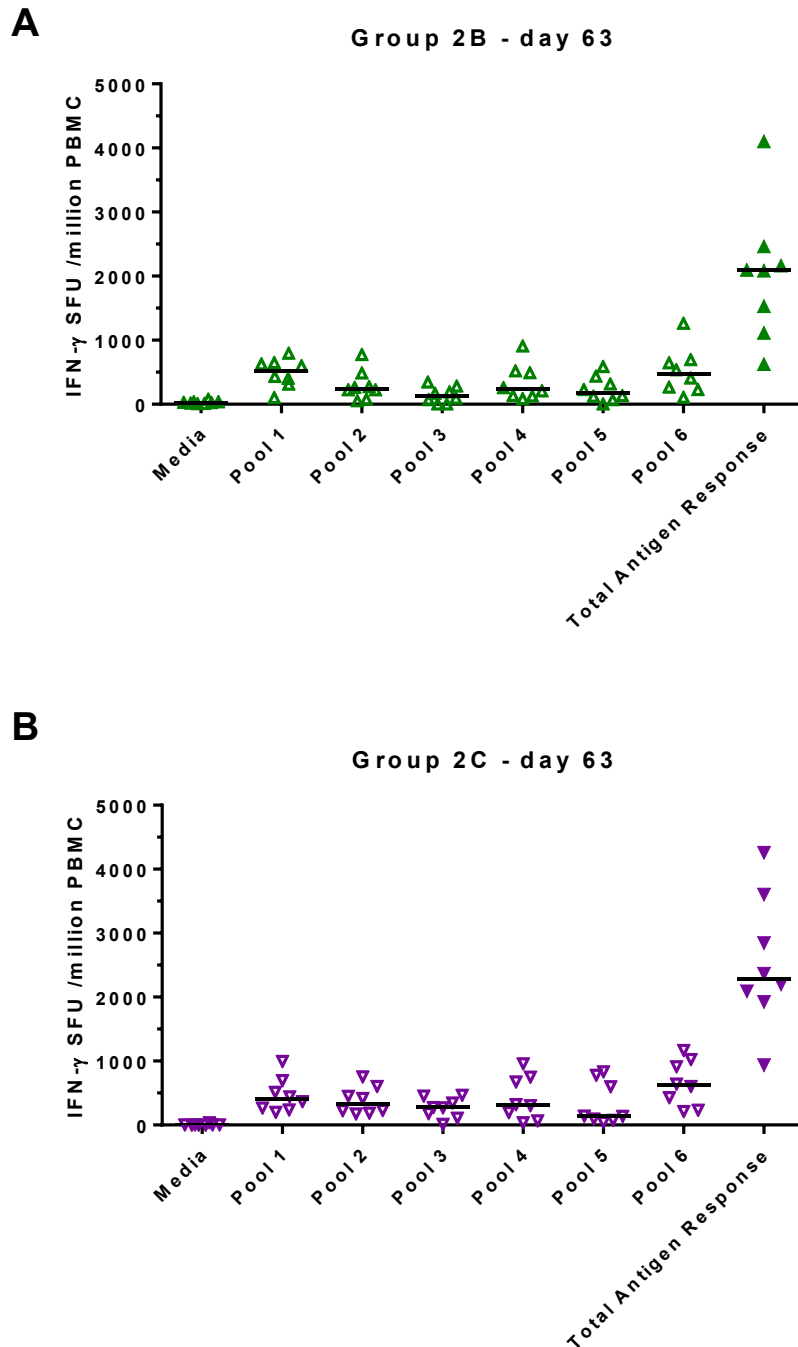 A
Group 2B - day 63
IFN-γ SFU /million PBMC
5000
4000
3000
2000
1000
0
Media
Pool 1
Pool 2
Pool 3
Pool 4
Pool 5
Pool 6
Total Antigen Response
B
Group 2C - day 63
IFN-γ SFU /million PBMC
5000
4000
3000
2000
1000
0
Media
Pool 1
Pool 2
Pool 3
Pool 4
Pool 5
Pool 6
Total Antigen Response